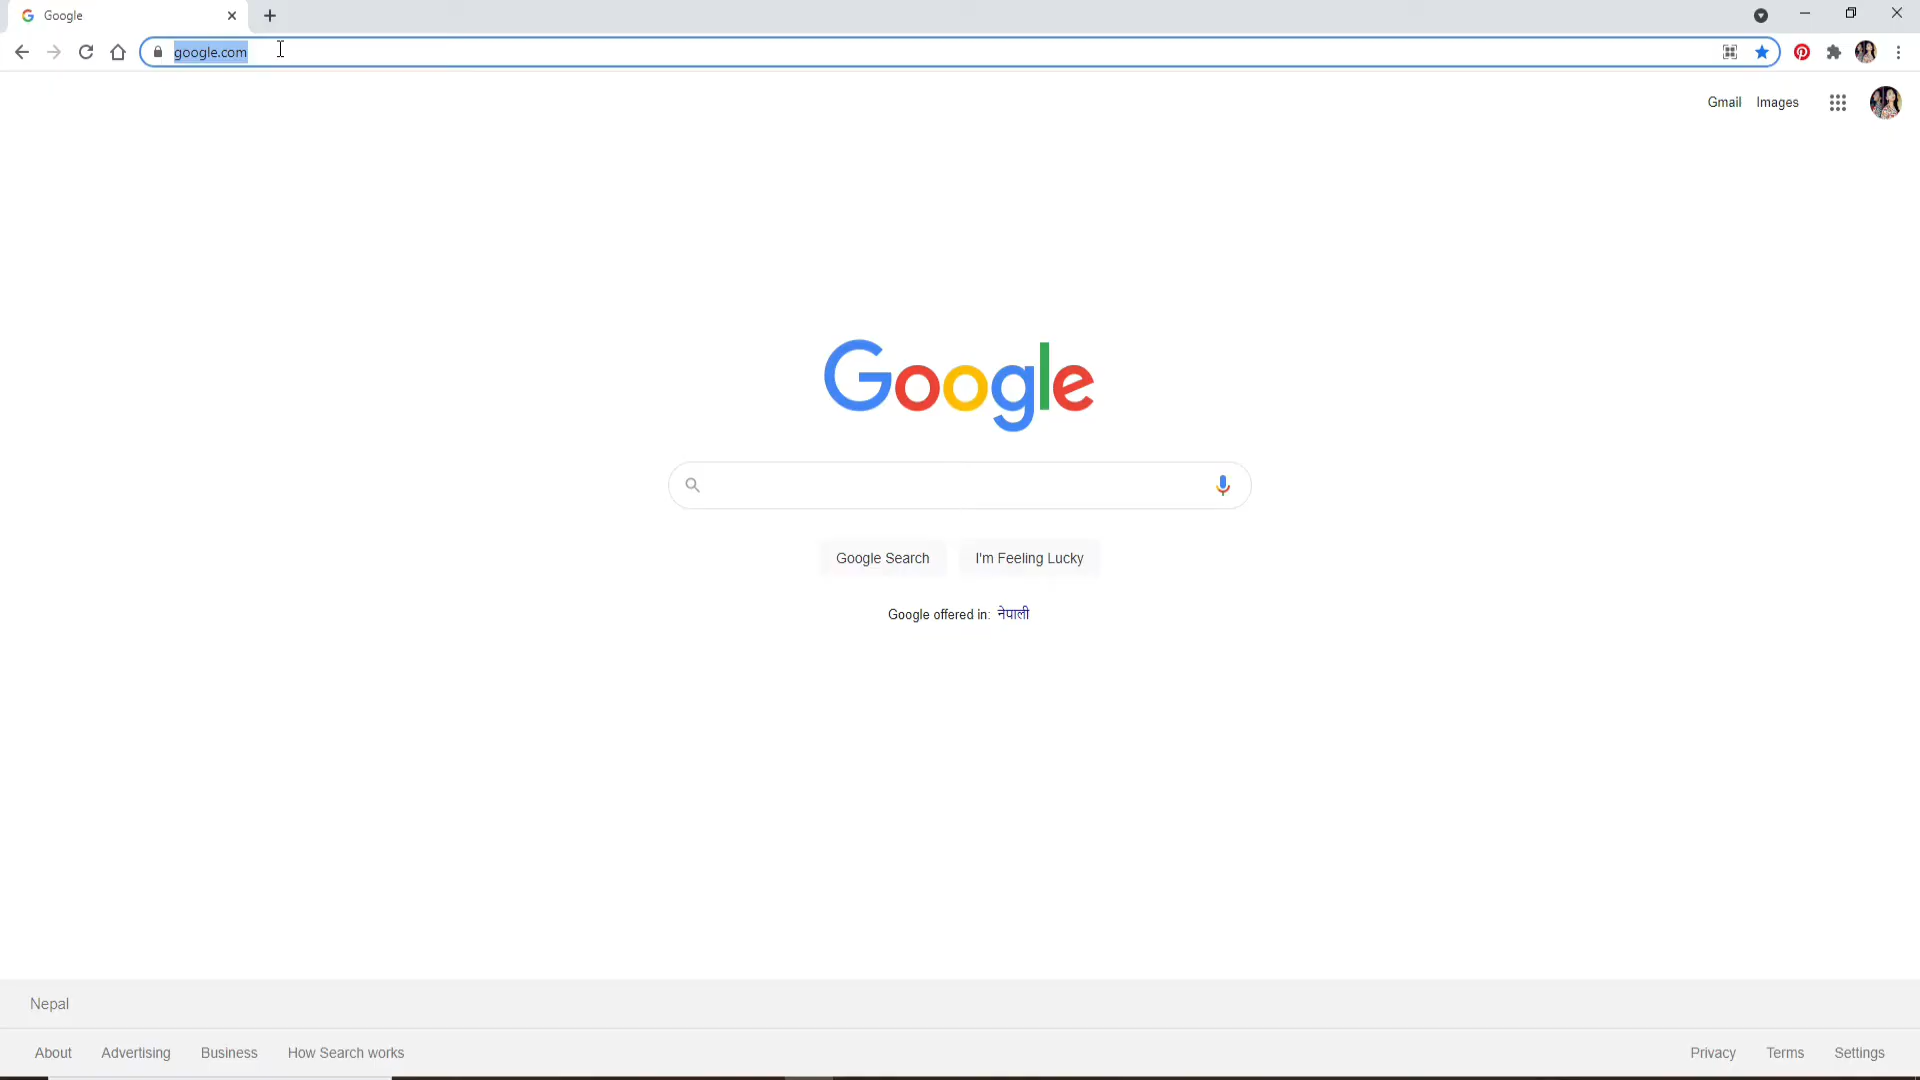 Google
google.com
Gmail Images
Google
Google Search I'm Feeling Lucky
Google offered in: नेपाली
Nepal
About Advertising Business How Search works Privacy Terms Settings